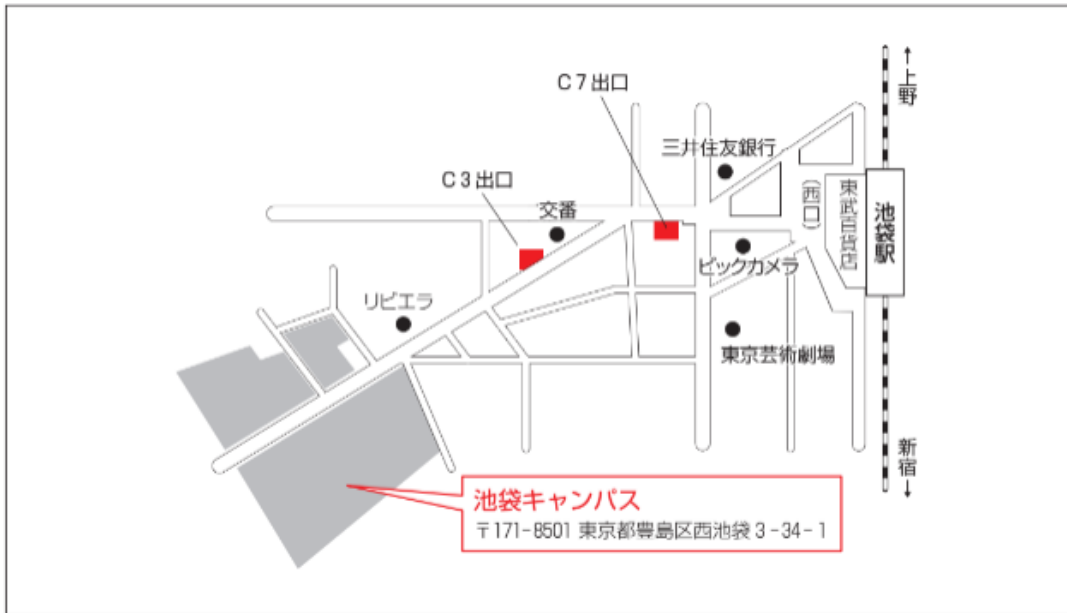 ↑上野
C7出口
三井住友銀行
C3出口
交番
(西口)
東武百貨店
池袋駅
ビックカメラ
リビエラ
東京芸術劇場
新宿↓
池袋キャンパス
〒171-8501 東京都豊島区西池袋3-34-1